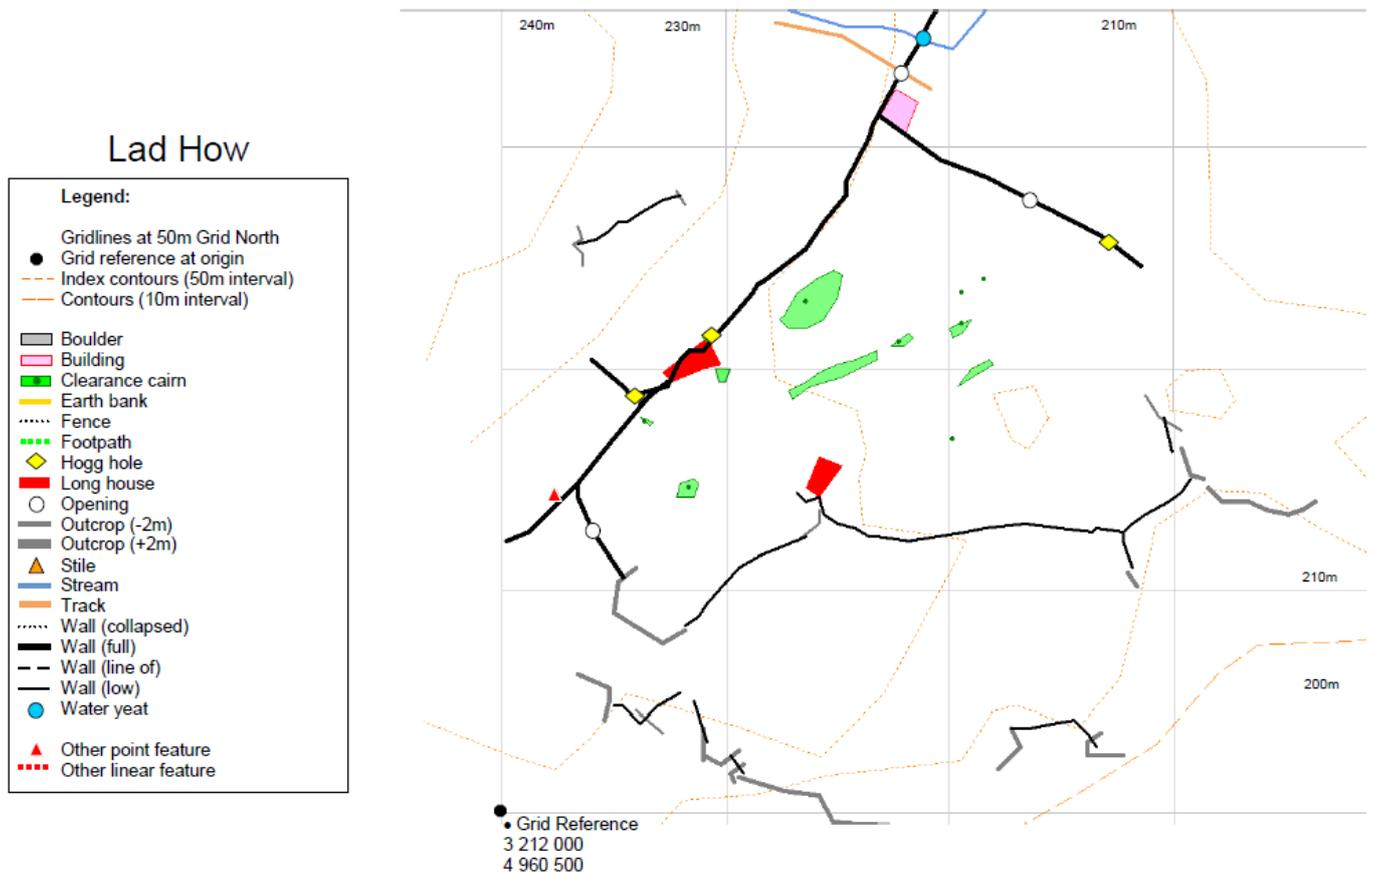 240m
230m
210m
Lad How
Legend:
Gridlines at 50m Grid North
Grid reference at origin
Index contours (50m interval)
Contours (10m interval)
Boulder
Building
Clearance cairn
Earth bank
Fence
Footpath
Hogg hole
Long house
Opening
Outcrop (-2m)
Outcrop (+2m)
Stile
Stream
Track
Wall (collapsed)
Wall (full)
Wall (line of)
Wall (low)
Water yeat
Other point feature
Other linear feature
210m
200m
• Grid Reference
3 212 000
4 960 500